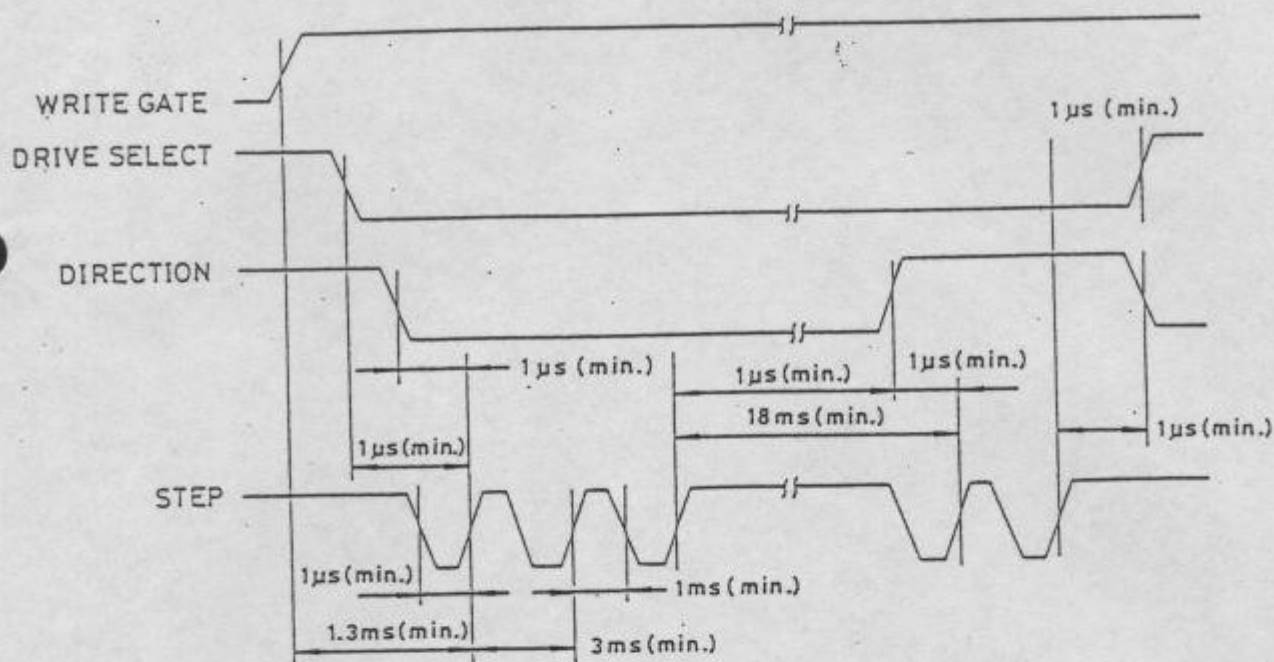 WRITE GATE
1µs (min.)
DRIVE SELECT
DIRECTION
1µs (min.)
1µs (min.)
1µs (min.)
18ms (min.)
1µs(min.)
1µs(min.)
STEP
1µs(min.)
1ms(min.)
1.3ms(min.)
3ms(min.)